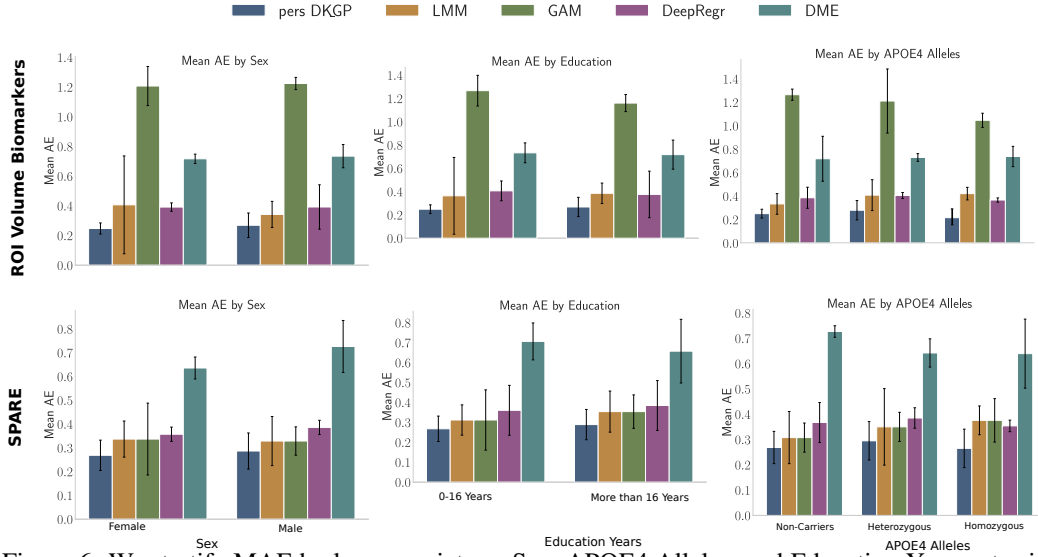 pers DKGP LMM GAM DeepRegr DME
ROI Volume Biomarkers
Mean AE by Sex
Mean AE
1.4
1.2
1.0
0.8
0.6
0.4
0.2
0.0
Mean AE by Education
Mean AE
1.4
1.2
1.0
0.8
0.6
0.4
0.2
0.0
Mean AE by APOE4 Alleles
Mean AE
1.4
1.2
1.0
0.8
0.6
0.4
0.2
0.0
SPARE
Mean AE by Sex
Mean AE
0.8
0.7
0.6
0.5
0.4
0.3
0.2
0.1
0.0
Female Male
Sex
Mean AE by Education
Mean AE
0.8
0.7
0.6
0.5
0.4
0.3
0.2
0.1
0.0
0-16 Years More than 16 Years
Education Years
Mean AE by APOE4 Alleles
Mean AE
0.8
0.7
0.6
0.5
0.4
0.3
0.2
0.1
0.0
Non-Carriers Heterozygous Homozygous
APOE4 Alleles